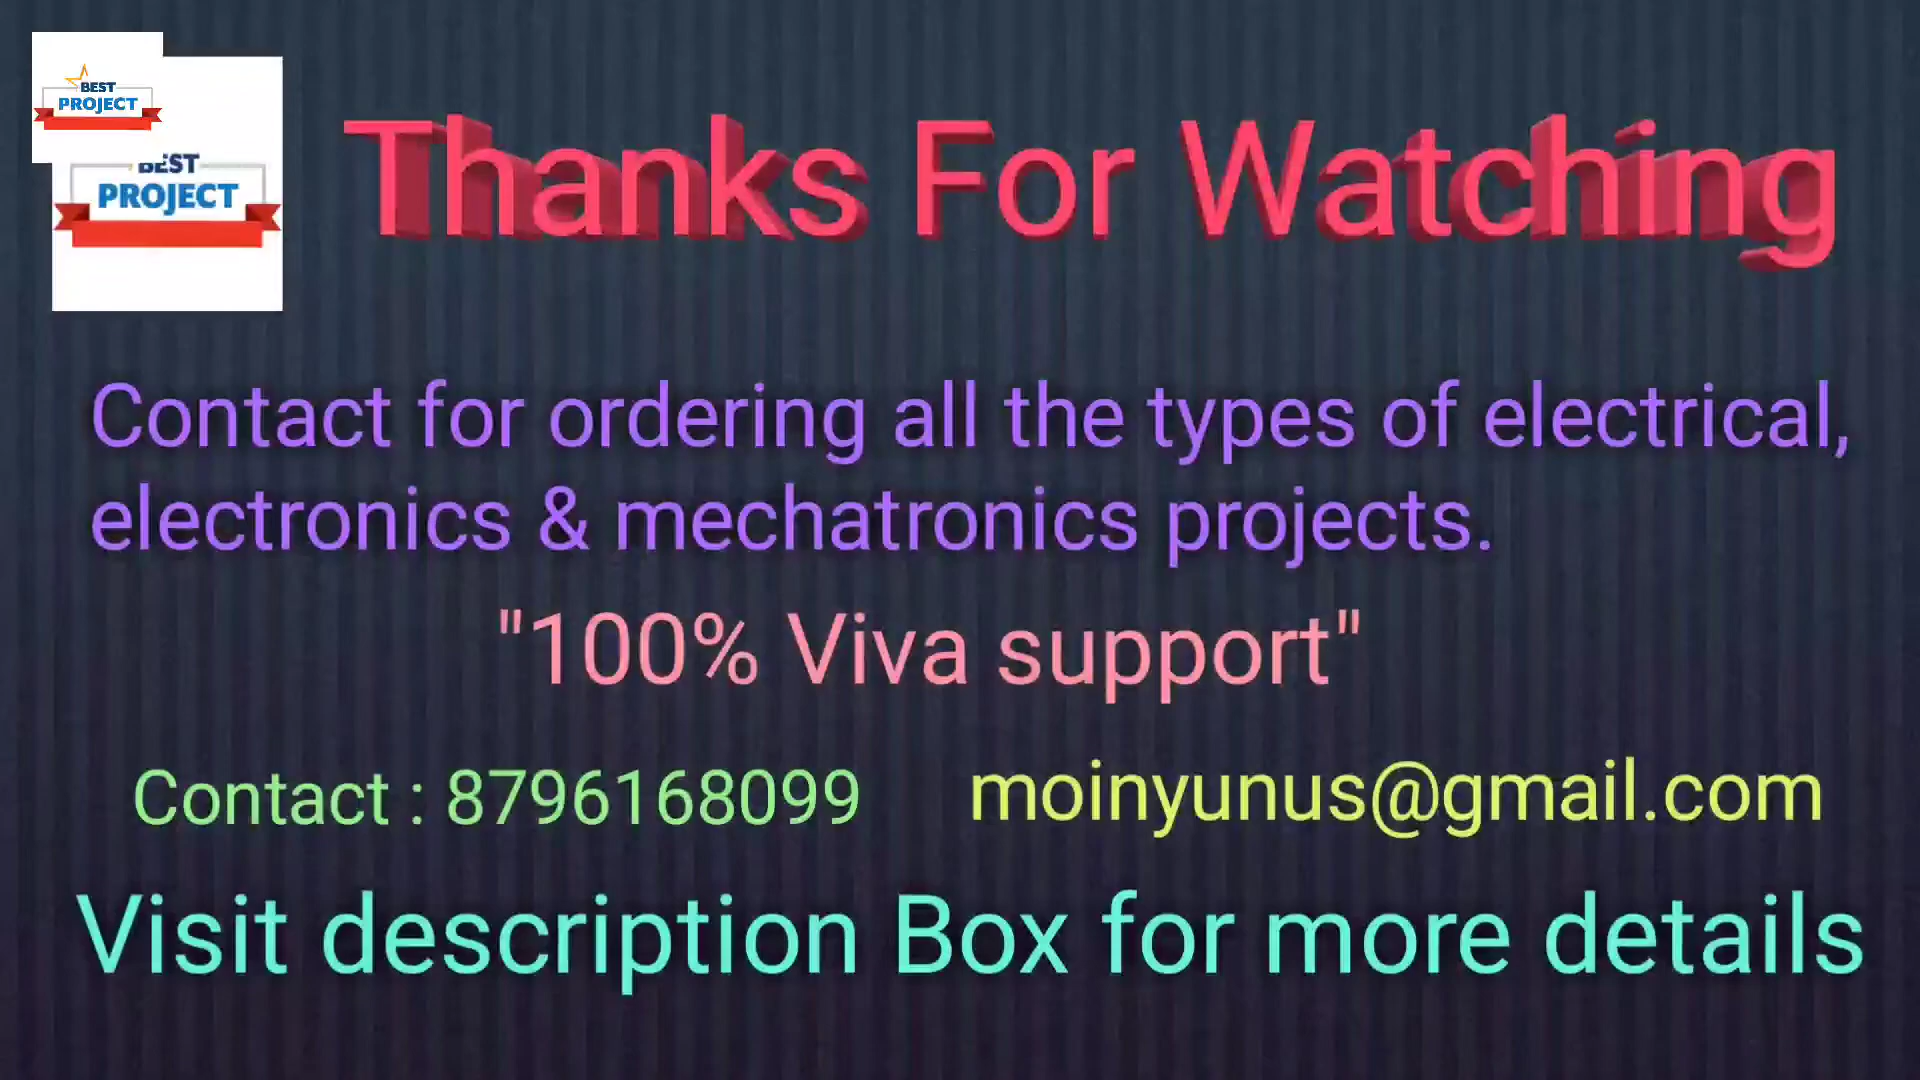 BEST
PROJECT
BEST
PROJECT
Thanks For Watching
Contact for ordering all the types of electrical,
electronics & mechatronics projects.
"100% Viva support"
Contact : 8796168099
moinyunus@gmail.com
Visit description Box for more details